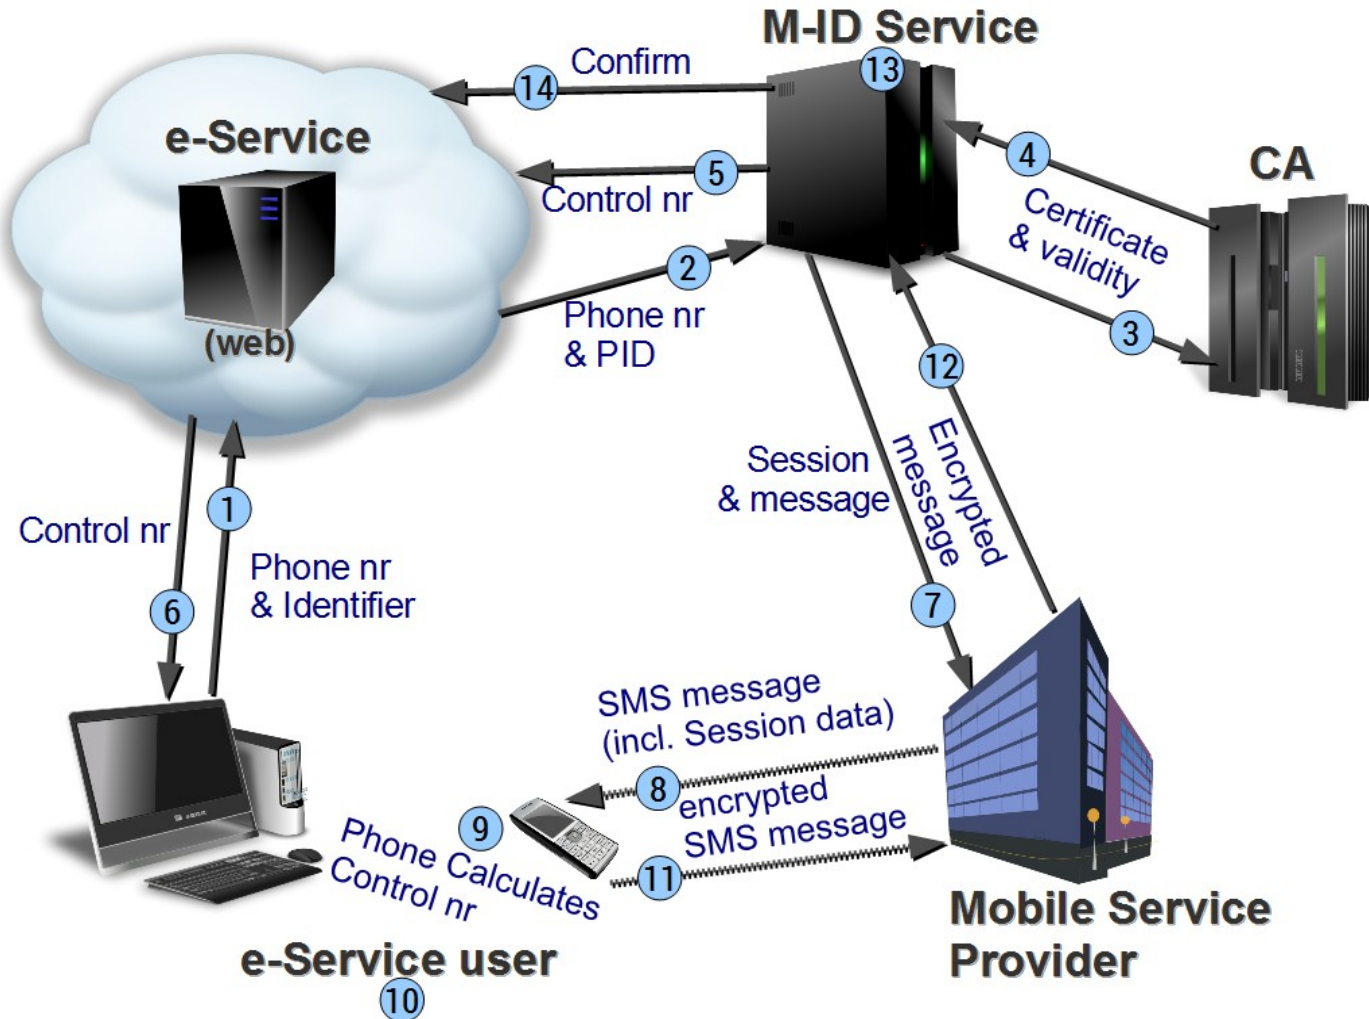 M-ID Service
13
14
Confirm
e-Service
5
Control nr
4
CA
Certificate
& validity
2
Phone nr
& PID
(web)
3
12
Encrypted
message
Session
& message
1
Control nr
Phone nr
& Identifier
6
7
SMS message
(incl. Session data)
8
encrypted
SMS message
9
Phone Calculates
Control nr
11
Mobile Service
Provider
e-Service user
10